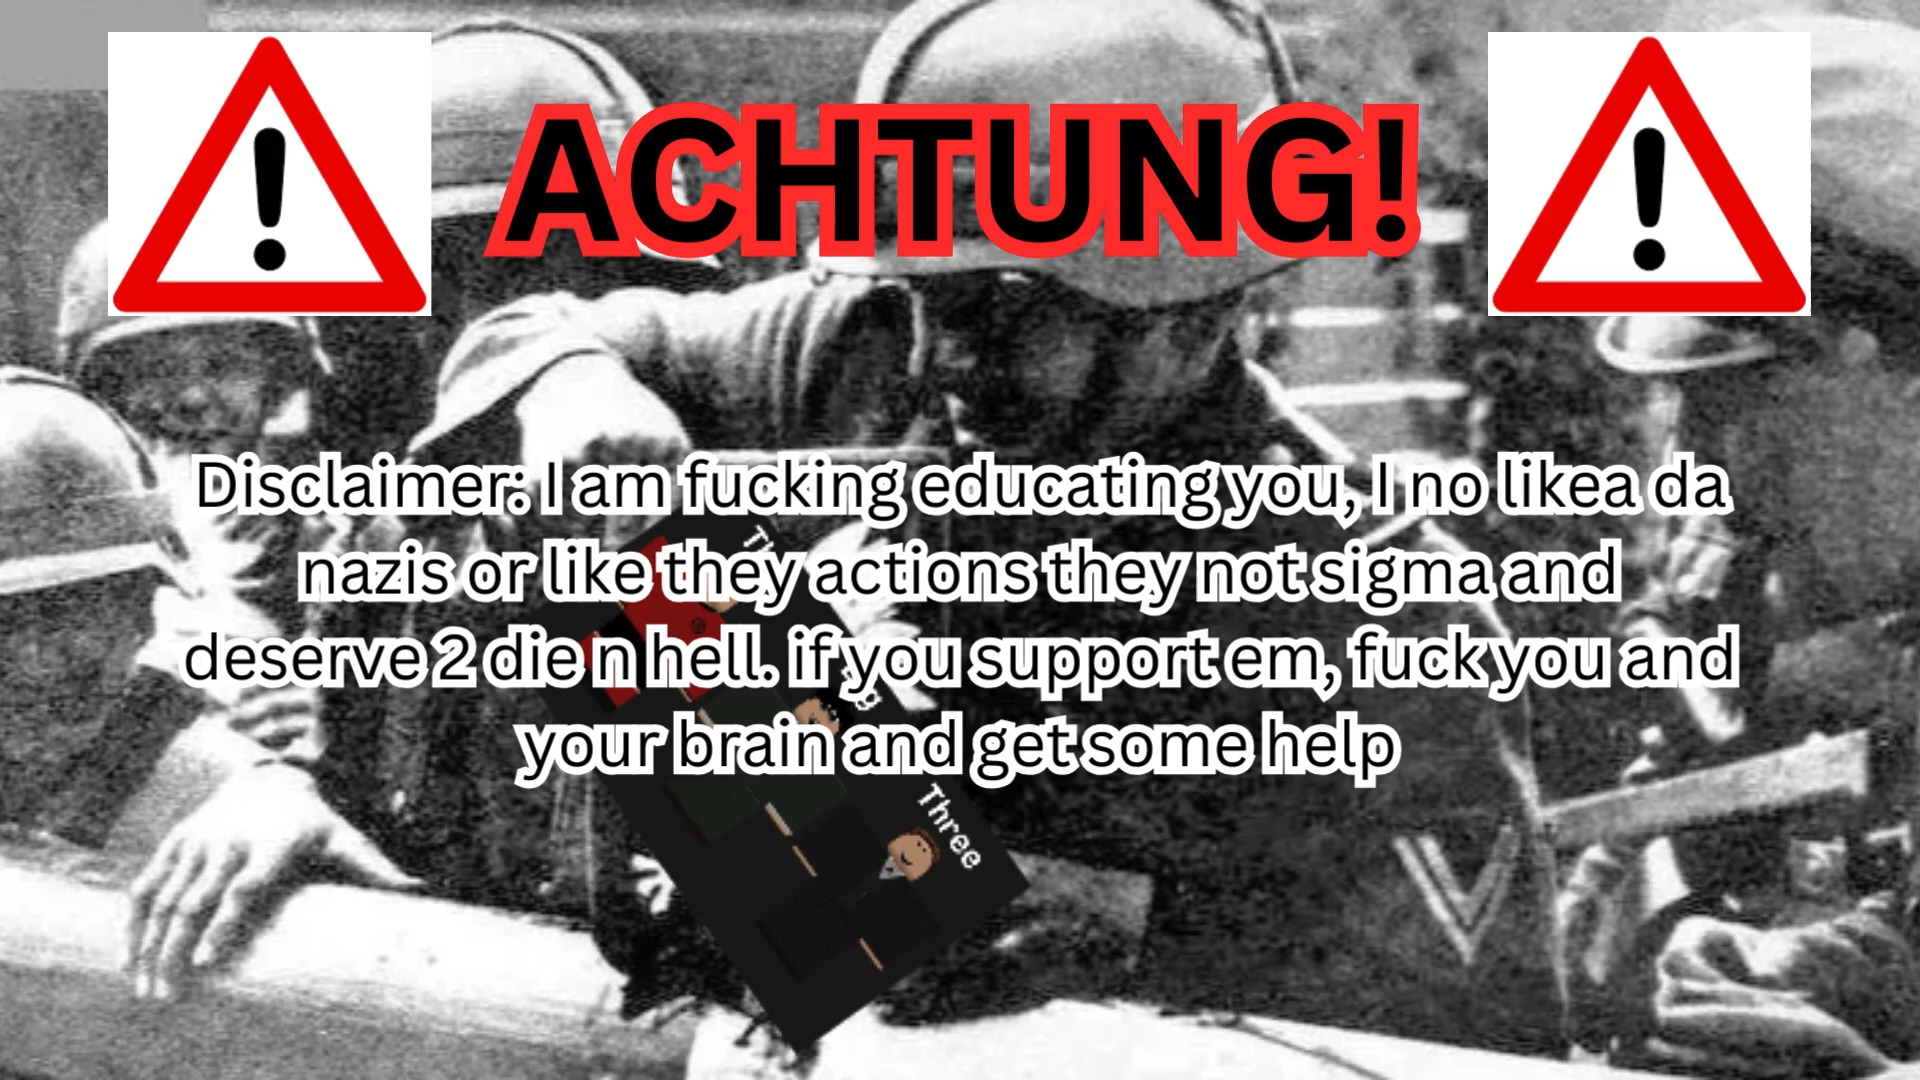 ACHTUNG!
Disclaimer: I am fucking educating you, I no likea da
nazis or like they actions they not sigma and
deserve 2 die n hell. if you support em, fuck you and
your brain and get some help
Three